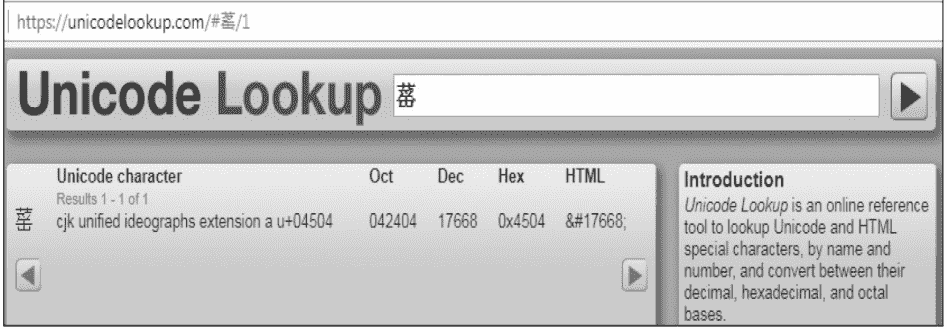 https://unicodelookup.com/#䔄/1
Unicode Lookup 䔄
Unicode character Oct Dec Hex HTML
Results 1 - 1 of 1
䔄 cjk unified ideographs extension a u+04504 042404 17668 0x4504 &#17668;
Introduction
Unicode Lookup is an online reference
tool to lookup Unicode and HTML
special characters, by name and
number, and convert between their
decimal, hexadecimal, and octal
bases.